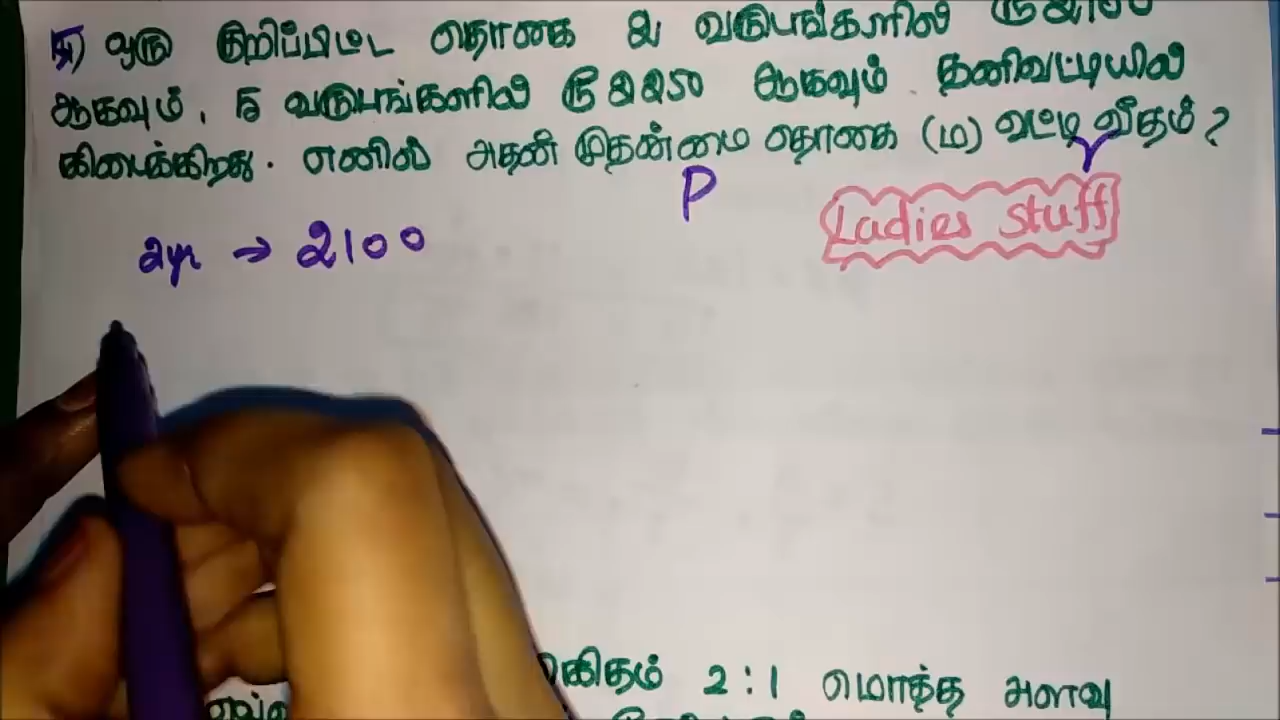 ஒரு குறிப்பிட்ட தொகை 2 வருடங்களில் ரூ 2100
ஆகவும், 5 வருடங்களில் ரூ 2250 ஆகவும் தனிவட்டியில்
கிடைக்கிறது. எனில் அதன் முதன்மை தொகை (ம) வட்டி வீதம்?
P r
Ladies stuff
2yr → 2100
விகிதம் 2:1 மொத்த அளவு